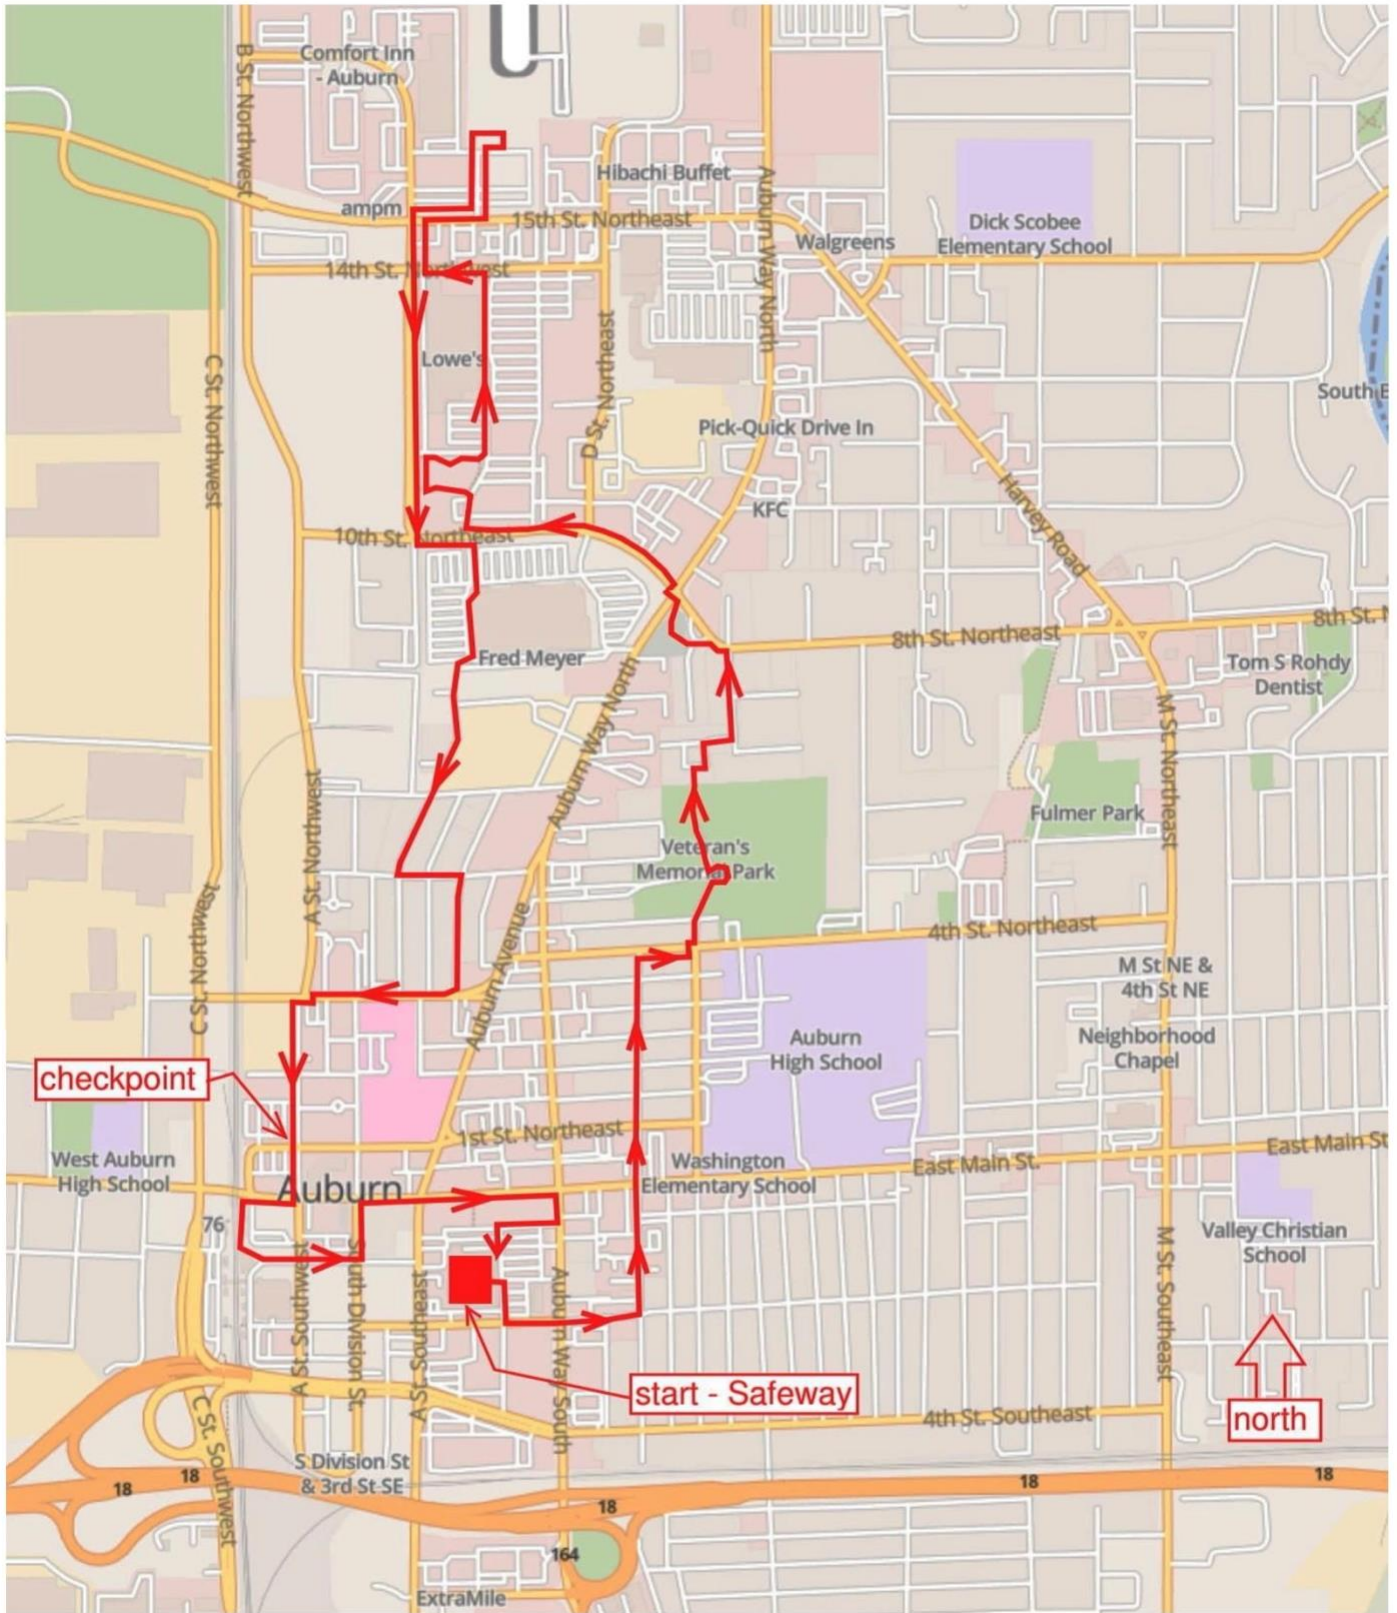 Comfort Inn
- Auburn
B St. Northwest
Hibachi Buffet
ampm
15th St. Northeast
Auburn Way North
Walgreens
Dick Scobee
Elementary School
14th St. Northwest
Lowe's
C St. Northwest
D St. Northeast
South E
Pick-Quick Drive In
KFC
Harvey Road
10th St. Northeast
8th St. N
8th St. Northeast
Fred Meyer
Tom S Rohdy
Dentist
Auburn Way North
M St. Northeast
A St. Northwest
Fulmer Park
Veteran's
Memorial Park
C St. Northwest
Auburn Avenue
4th St. Northeast
M St NE &
4th St NE
Auburn
High School
Neighborhood
Chapel
checkpoint
1st St. Northeast
East Main St.
East Main St
West Auburn
High School
Washington
Elementary School
Auburn
76
Valley Christian
School
A St. Southwest
South Division St.
A St. Southeast
Auburn Way South
M St. Southeast
start - Safeway
north
4th St. Southeast
C St. Southwest
S Division St
& 3rd St SE
18
18
18
18
18
164
ExtraMile